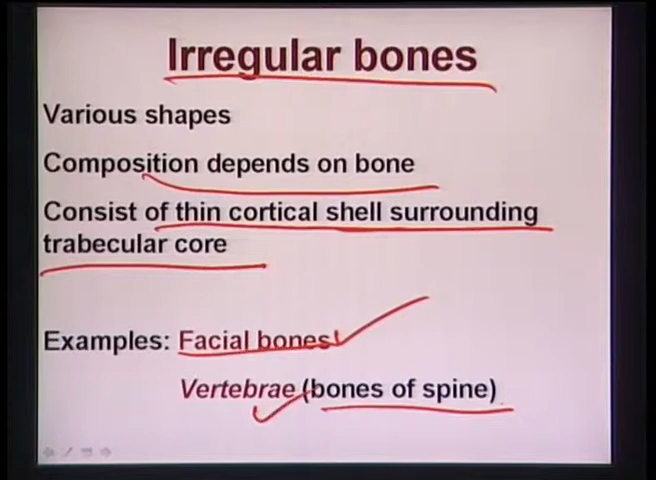 Irregular bones
Various shapes
Composition depends on bone
Consist of thin cortical shell surrounding
trabecular core
Examples: Facial bones
Vertebrae (bones of spine)